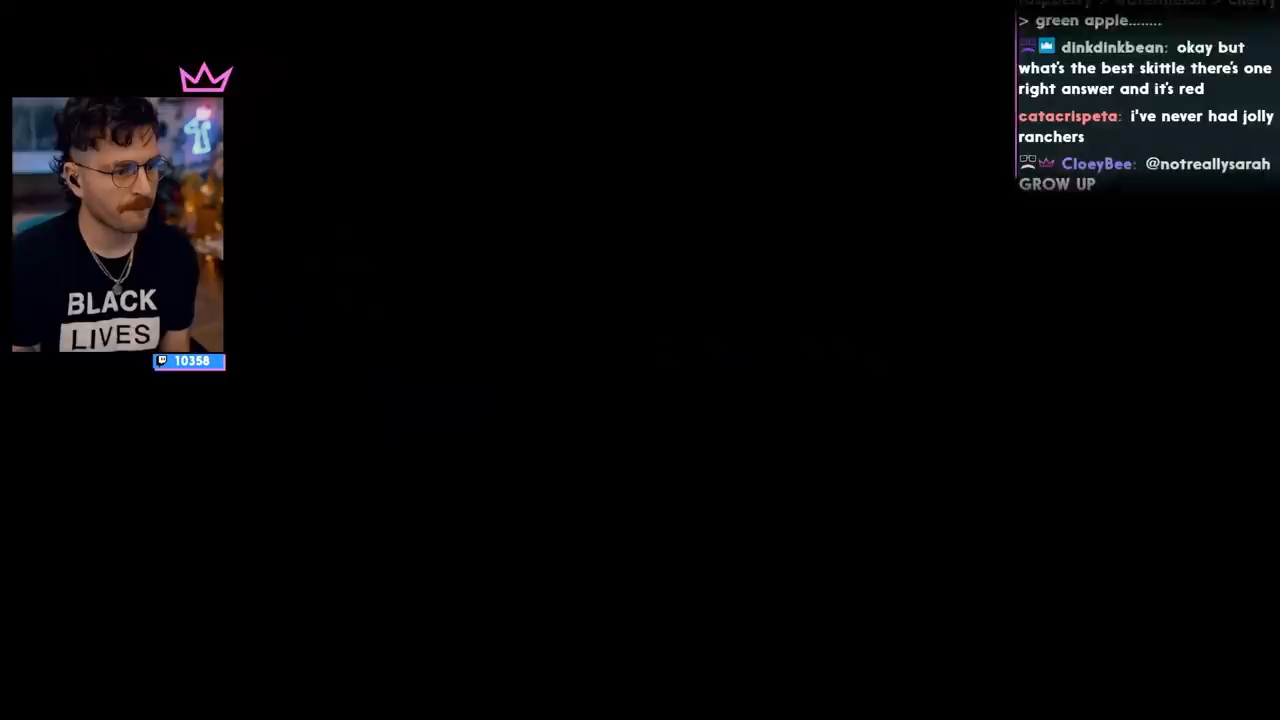 > green apple........
dinkdinkbean: okay but
what's the best skittle there's one
right answer and it's red
catacrispeta: i've never had jolly
ranchers
CloeyBee: @notreallysarah
GROW UP
BLACK
LIVES
10358